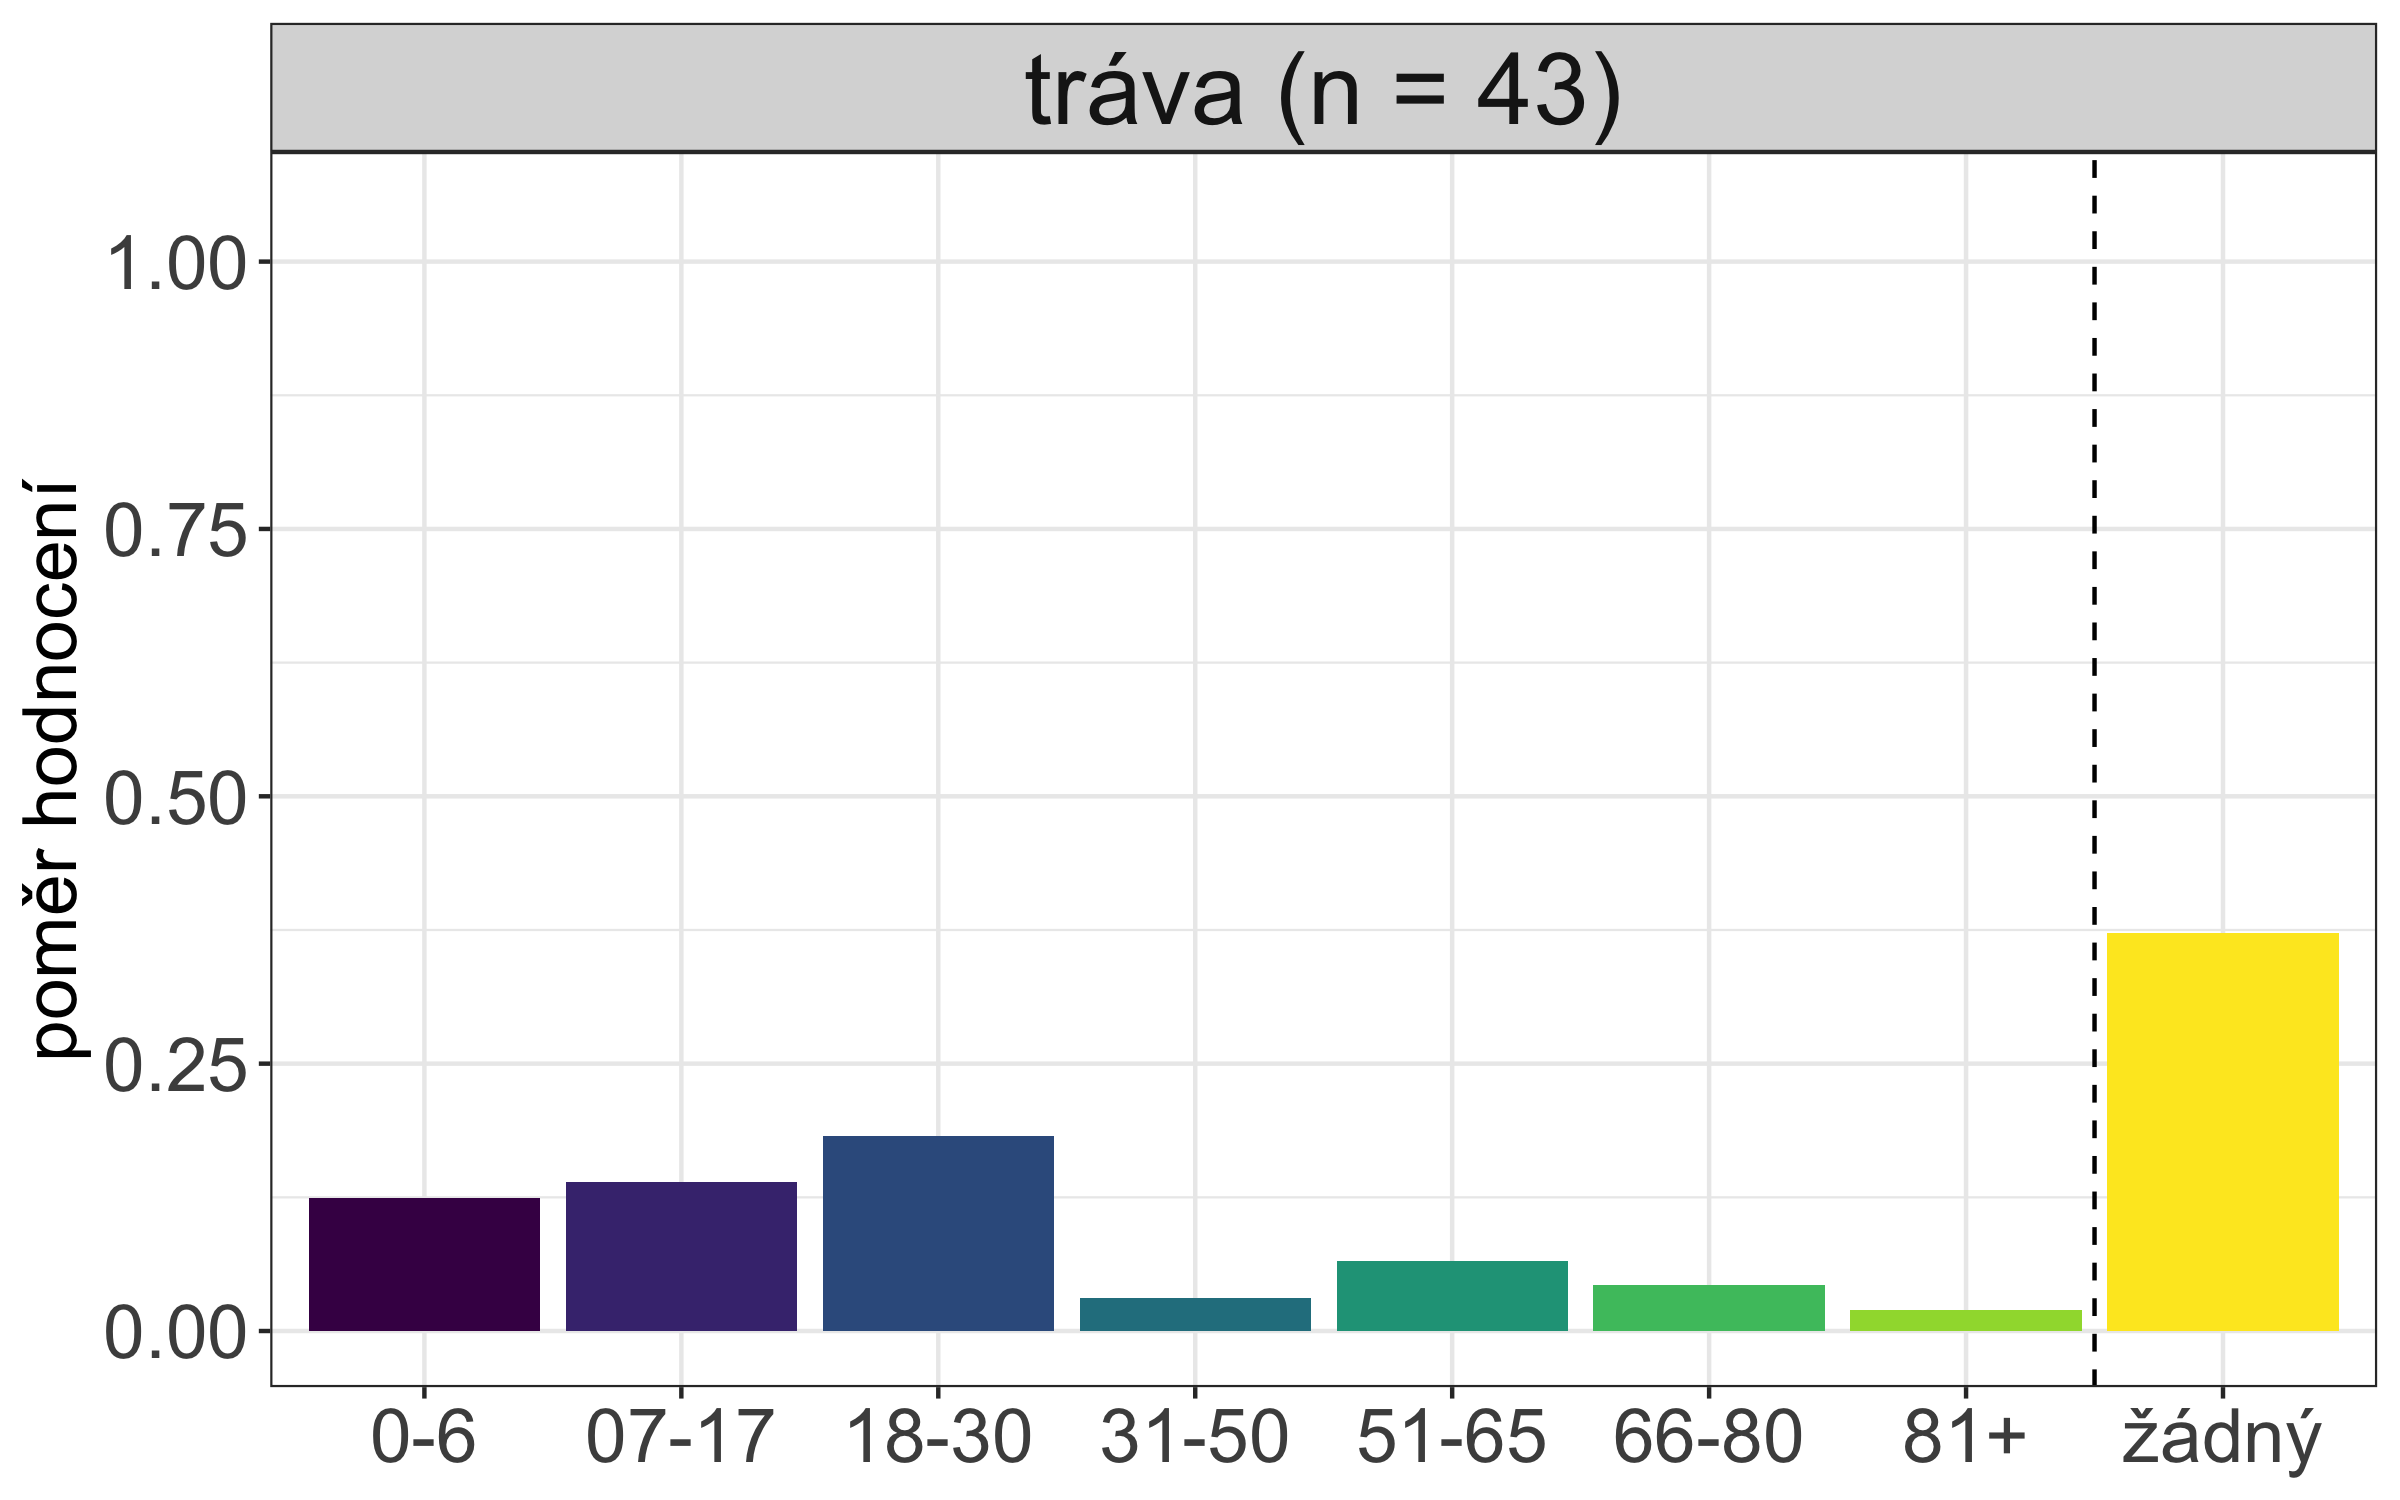 tráva (n = 43)
poměr hodnocení
1.00
0.75
0.50
0.25
0.00
0-6 07-17 18-30 31-50 51-65 66-80 81+ žádný